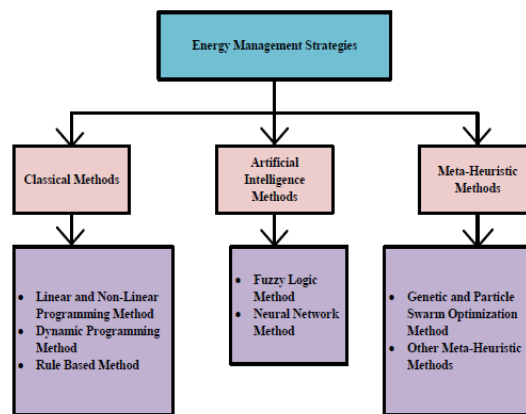 Energy Management Strategies
Classical Methods
Artificial
Intelligence
Methods
Meta-Heuristic
Methods
• Linear and Non-Linear
Programming Method
• Dynamic Programming
Method
• Rule Based Method
• Fuzzy Logic
Method
• Neural Network
Method
• Genetic and Particle
Swarm Optimization
Method
• Other Meta-Heuristic
Methods